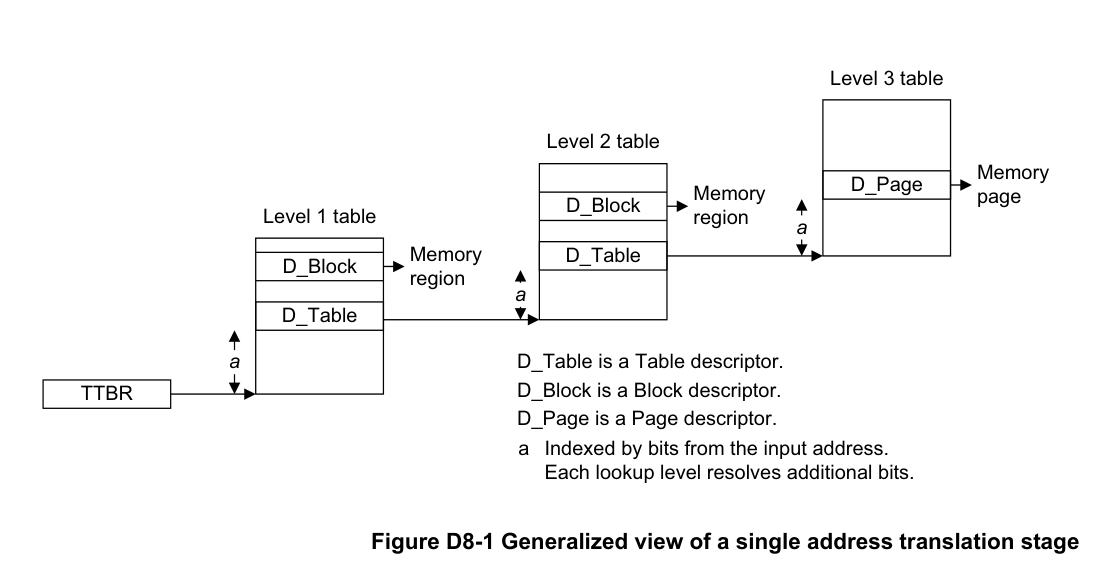 Level 3 table
D_Page
Memory
page
a
Level 2 table
D_Block
Memory
region
D_Table
a
Level 1 table
D_Block
Memory
region
D_Table
a
TTBR
D_Table is a Table descriptor.
D_Block is a Block descriptor.
D_Page is a Page descriptor.
a Indexed by bits from the input address.
Each lookup level resolves additional bits.
Figure D8-1 Generalized view of a single address translation stage